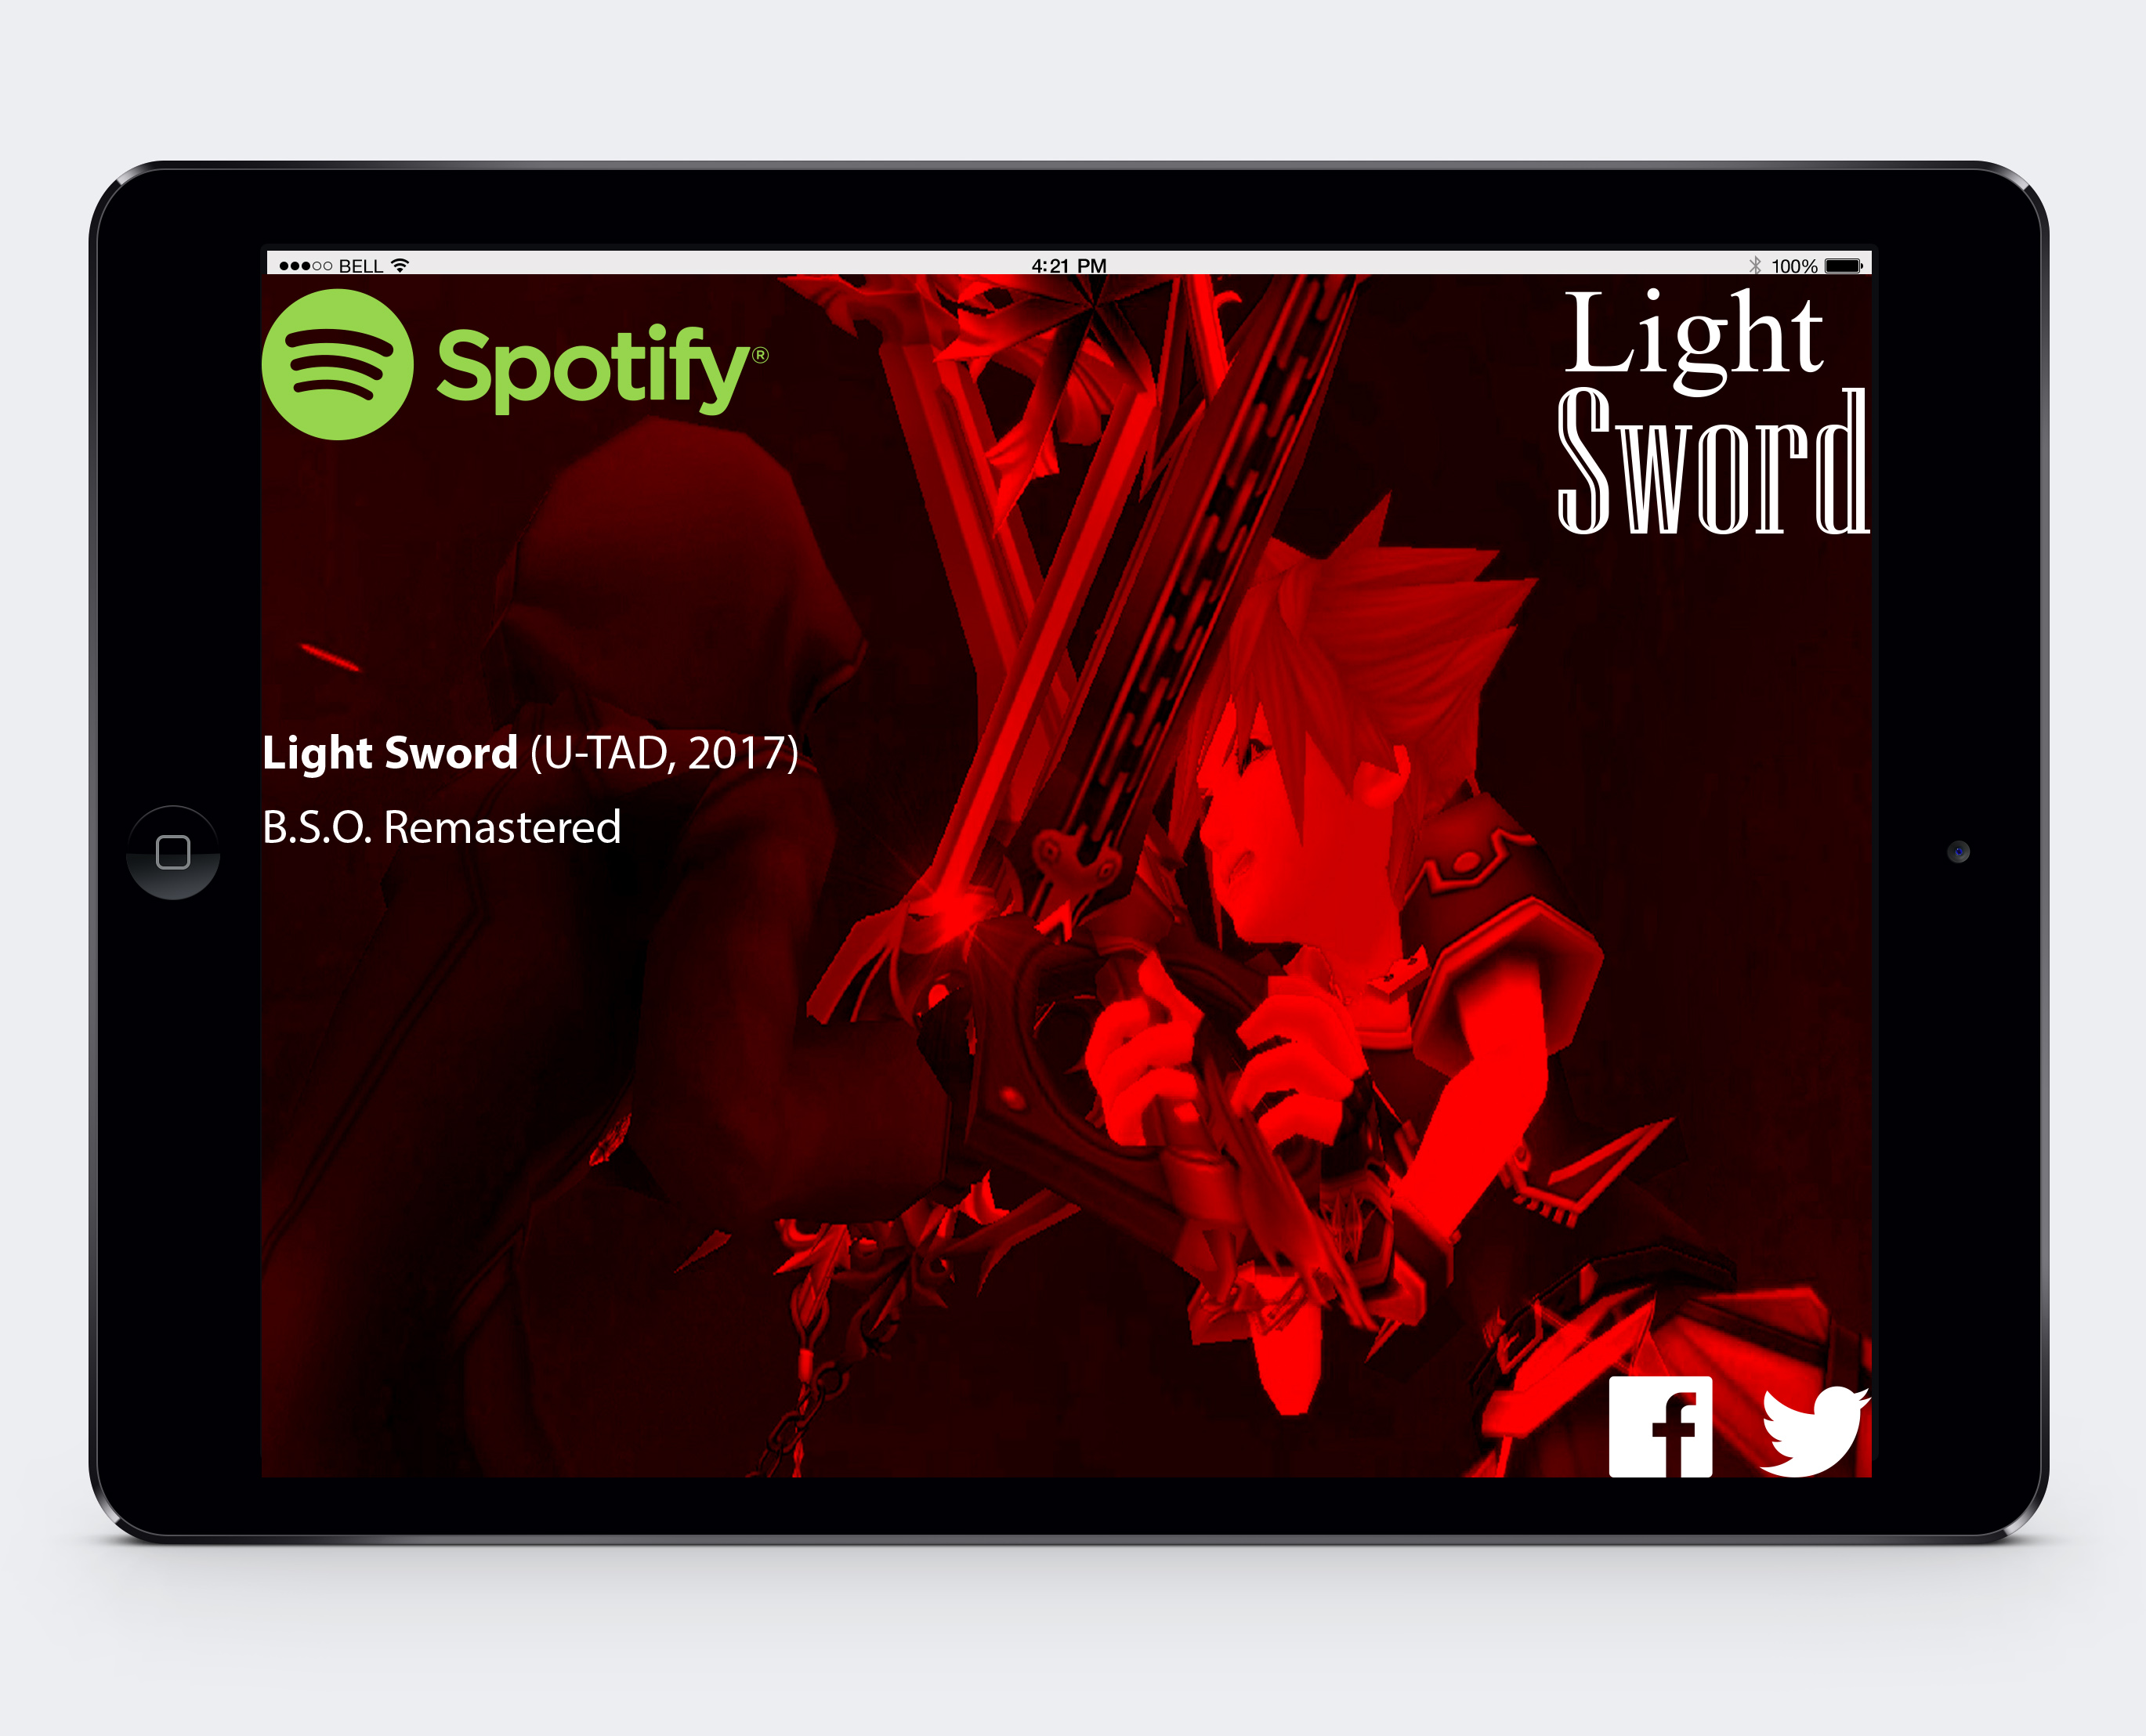 BELL 4:21 PM 100%
Spotify®
Light
Sword
Light Sword (U-TAD, 2017)
B.S.O. Remastered